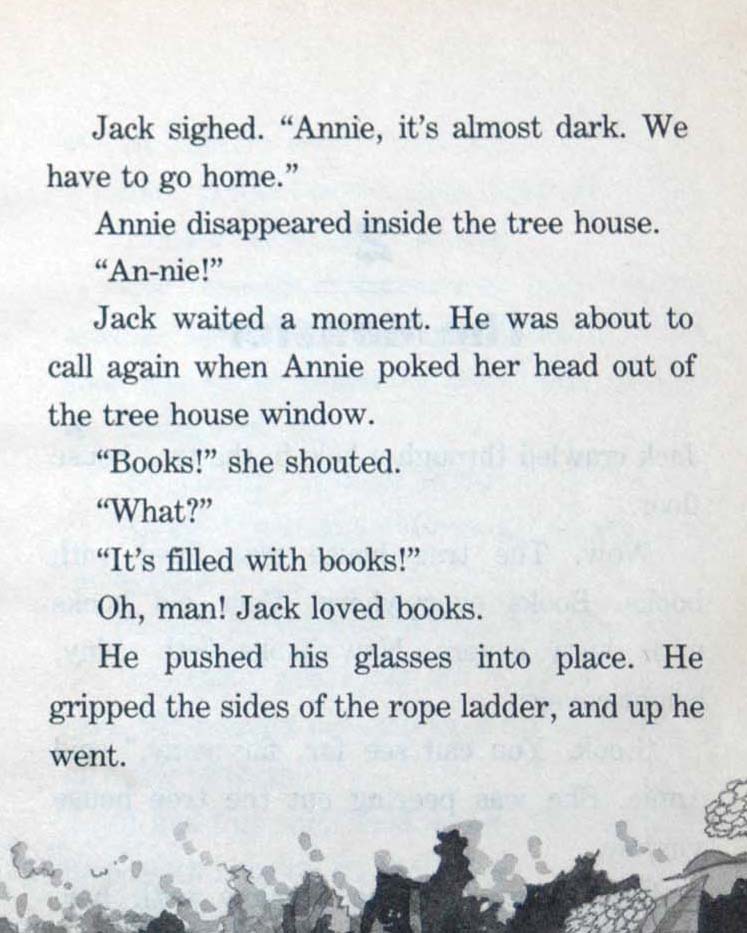 Jack sighed. “Annie, it's almost dark. We
have to go home.”
Annie disappeared inside the tree house.
“An-nie!”
Jack waited a moment. He was about to
call again when Annie poked her head out of
the tree house window.
“Books!” she shouted.
“What?”
“It's filled with books!”
Oh, man! Jack loved books.
He pushed his glasses into place. He
gripped the sides of the rope ladder, and up he
went.